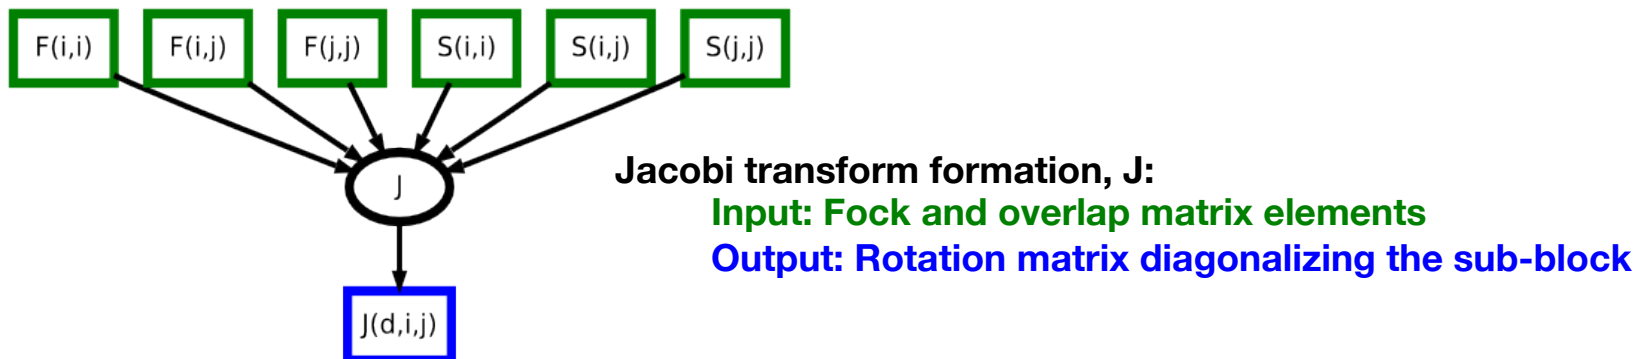 F(i,i) F(i,j) F(j,j) S(i,i) S(i,j) S(j,j)
J
Jacobi transform formation, J:
Input: Fock and overlap matrix elements
Output: Rotation matrix diagonalizing the sub-block
J(d,i,j)